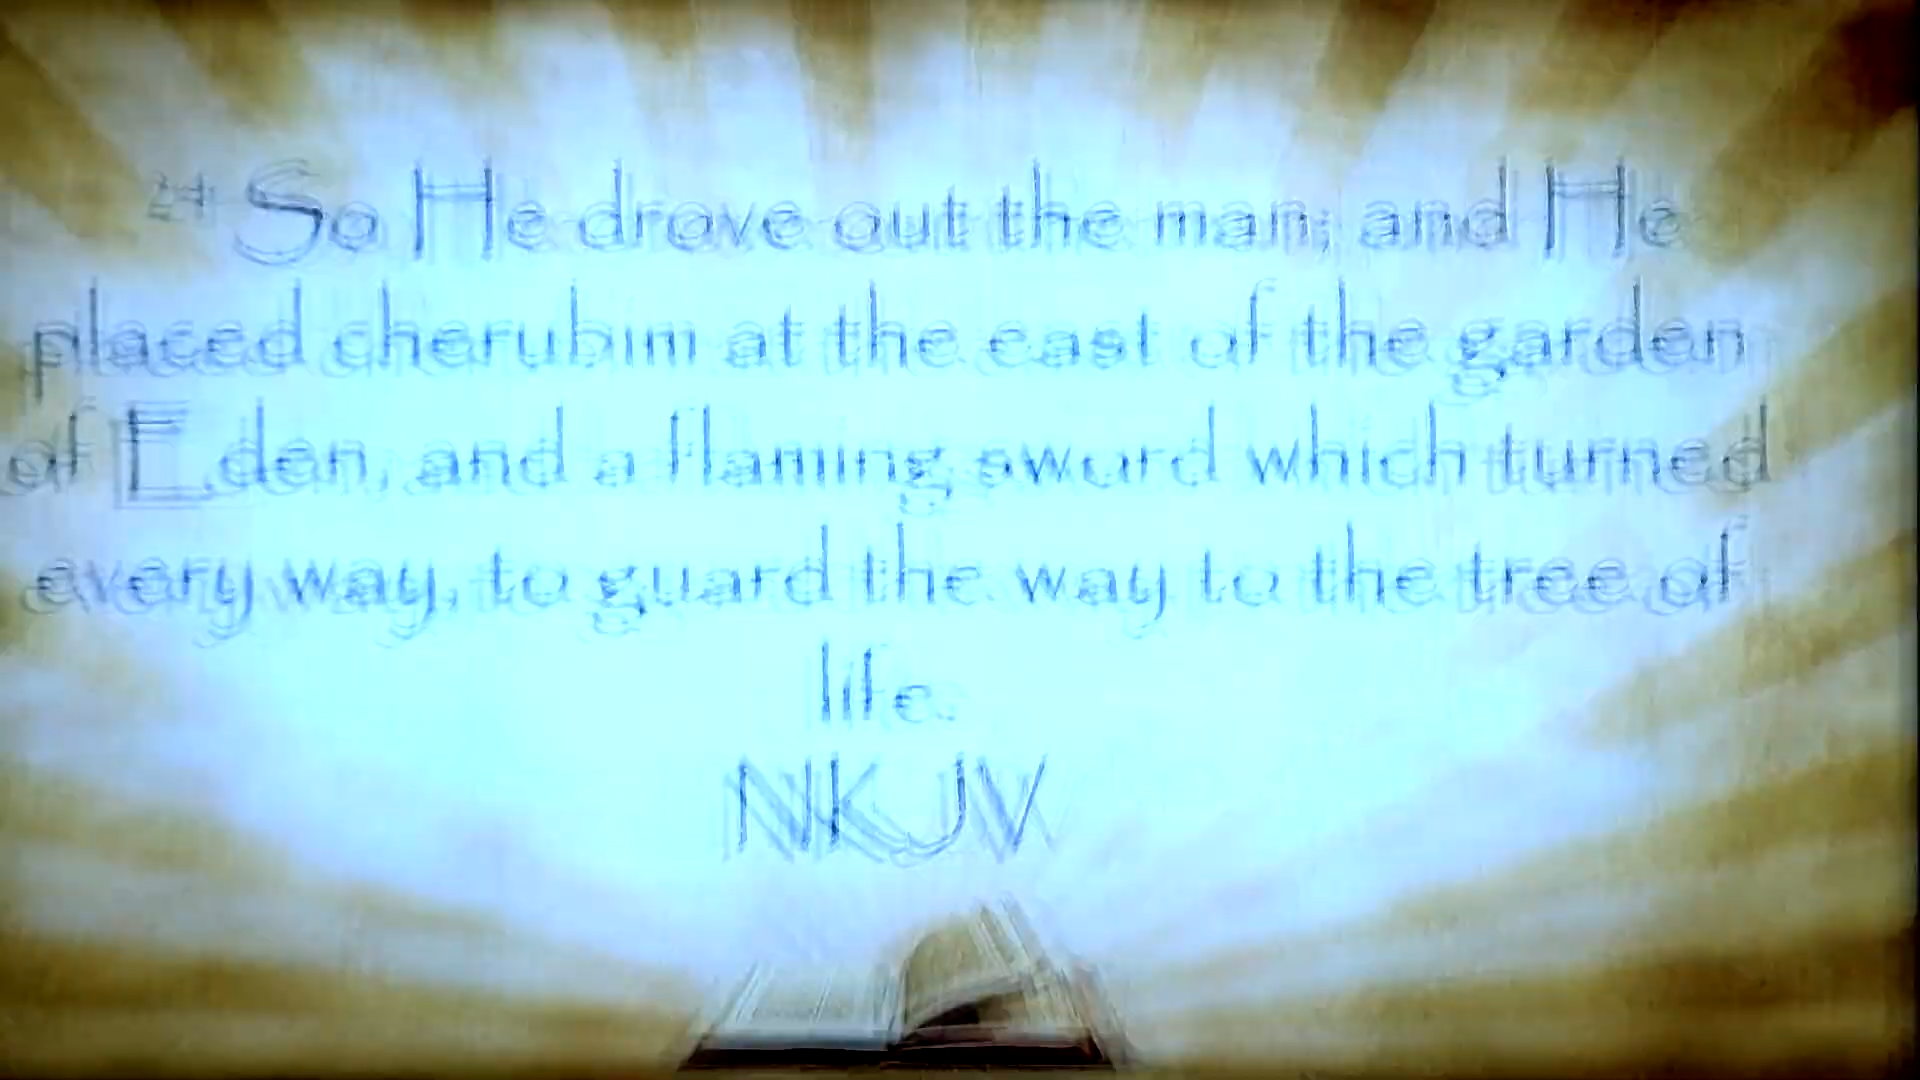 24 So He drove out the man; and He
placed cherubim at the east of the garden
of Eden, and a flaming sword which turned
every way, to guard the way to the tree of
life.
NKJV